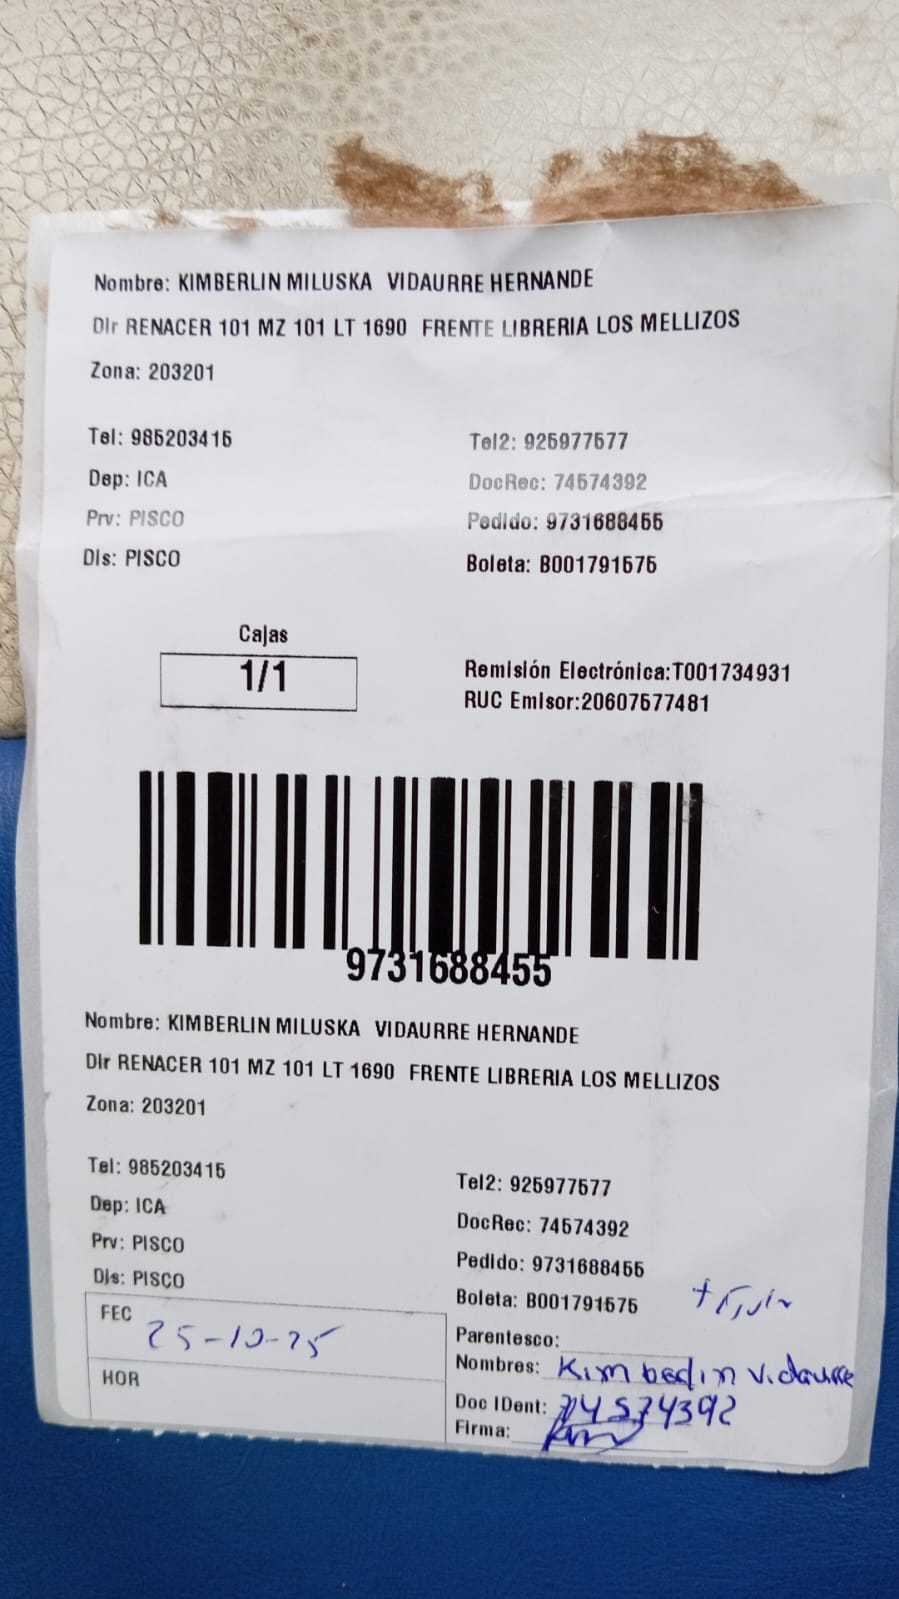 Nombre: KIMBERLIN MILUSKA VIDAURRE HERNANDE
Dir RENACER 101 MZ 101 LT 1690 FRENTE LIBRERIA LOS MELLIZOS
Zona: 203201
Tel: 985203415 Tel2: 925977577
Dep: ICA DocRec: 74574392
Prv: PISCO Pedido: 9731688455
Dis: PISCO Boleta: B001791575
Cajas
1/1
Remisión Electrónica:T001734931
RUC Emisor:20607577481
9731688455
Nombre: KIMBERLIN MILUSKA VIDAURRE HERNANDE
Dir RENACER 101 MZ 101 LT 1690 FRENTE LIBRERIA LOS MELLIZOS
Zona: 203201
Tel: 985203415 Tel2: 925977577
Dep: ICA DocRec: 74574392
Prv: PISCO Pedido: 9731688455
Dis: PISCO Boleta: B001791575
FEC 25-10-25
HOR
Parentesco:
Nombres: Kimberlin Vidaurre
Doc IDent: 74574392
Firma: